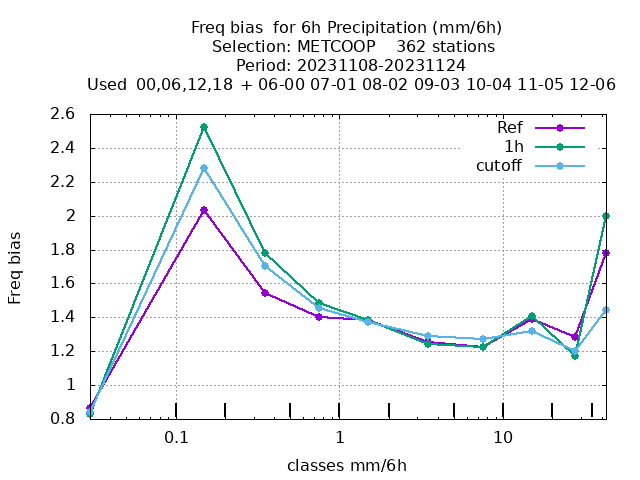 Freq bias  for 6h Precipitation (mm/6h)
Selection: METCOOP    362 stations
Period: 20231108-20231124
Used  00,06,12,18  + 06-00 07-01 08-02 09-03 10-04 11-05 12-06
Ref
1h
cutoff
2.6
2.4
2.2
2
1.8
1.6
1.4
1.2
1
0.8
Freq bias
0.1 1 10
classes mm/6h